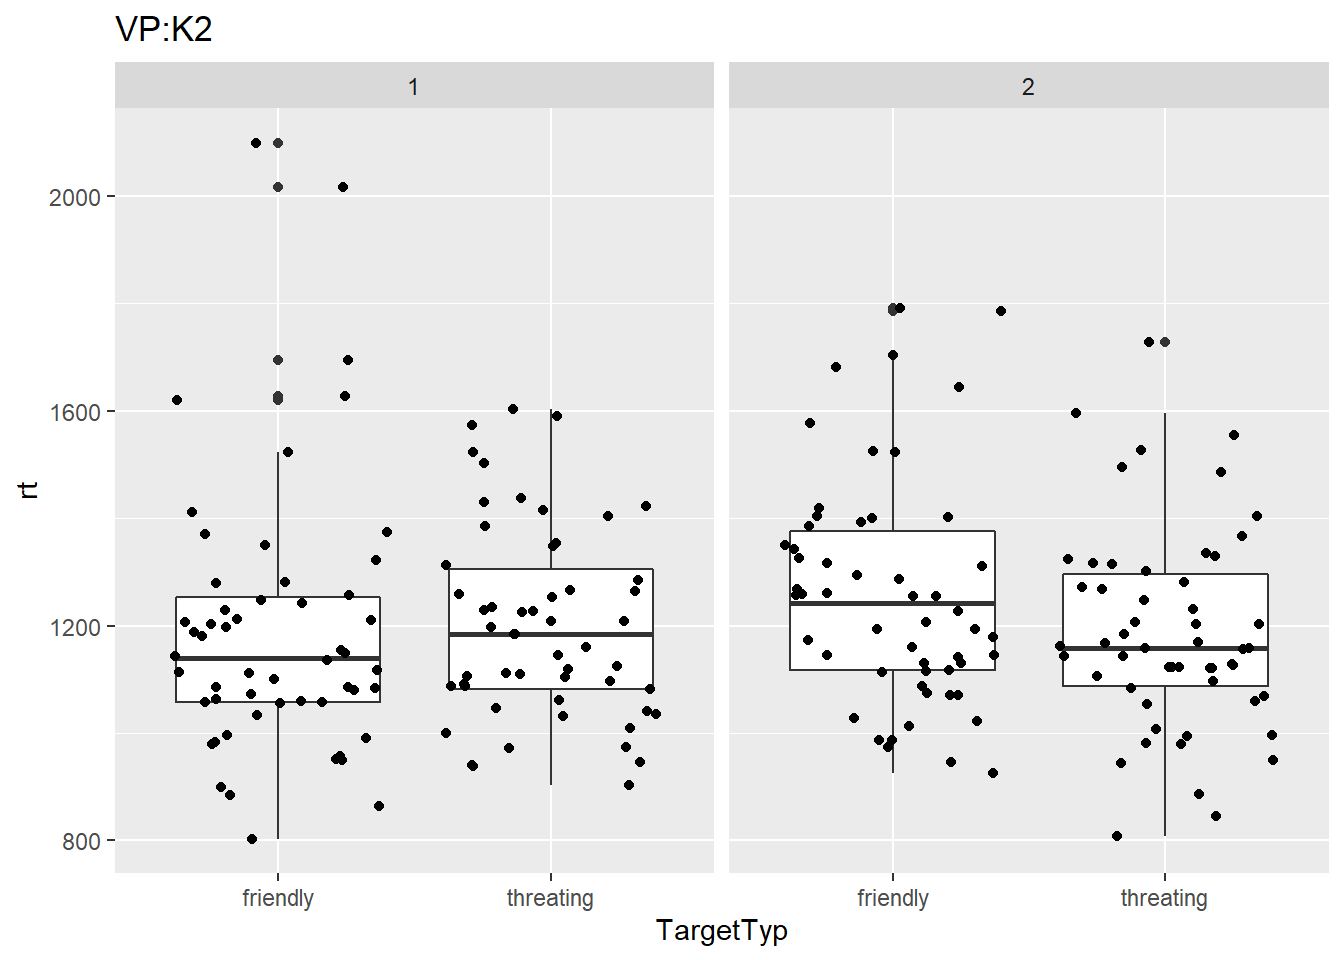 VP:K2
1
2
rt
2000
1600
1200
800
friendly
threating
friendly
threating
TargetTyp